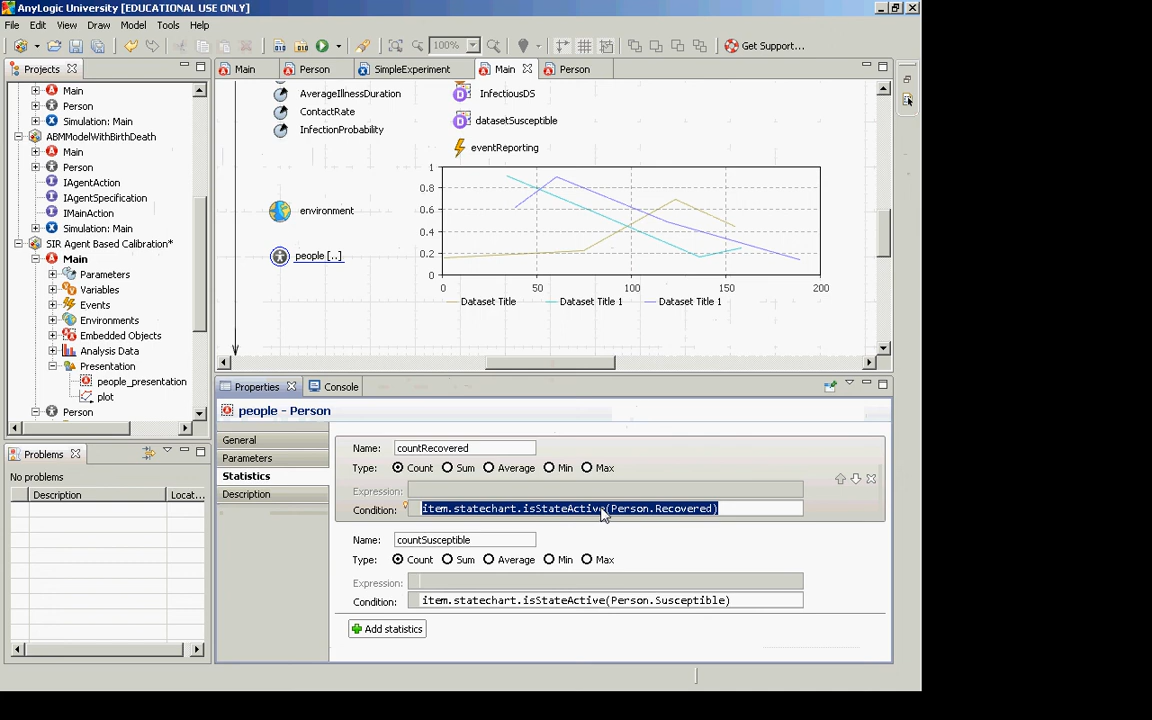 AnyLogic University [EDUCATIONAL USE ONLY]
File Edit View Draw Model Tools Help
100% Get Support...
Projects
Main Person SimpleExperiment Main Person
Main
Person
Simulation: Main
ABMModelWithBirthDeath
Main
Person
IAgentAction
IAgentSpecification
IMainAction
Simulation: Main
SIR Agent Based Calibration*
Main
Parameters
Variables
Events
Environments
Embedded Objects
Analysis Data
Presentation
people_presentation
plot
Person
AverageIllnessDuration
ContactRate
InfectionProbability
InfectiousDS
datasetSusceptible
eventReporting
environment
people [..]
1
0.8
0.6
0.4
0.2
0
0 50 100 150 200
Dataset Title Dataset Title 1 Dataset Title 1
Problems
No problems
Description Locat...
Properties Console
people - Person
General
Parameters
Statistics
Description
Name: countRecovered
Type: Count Sum Average Min Max
Expression:
Condition: item.statechart.isStateActive(Person.Recovered)
Name: countSusceptible
Type: Count Sum Average Min Max
Expression:
Condition: item.statechart.isStateActive(Person.Susceptible)
Add statistics